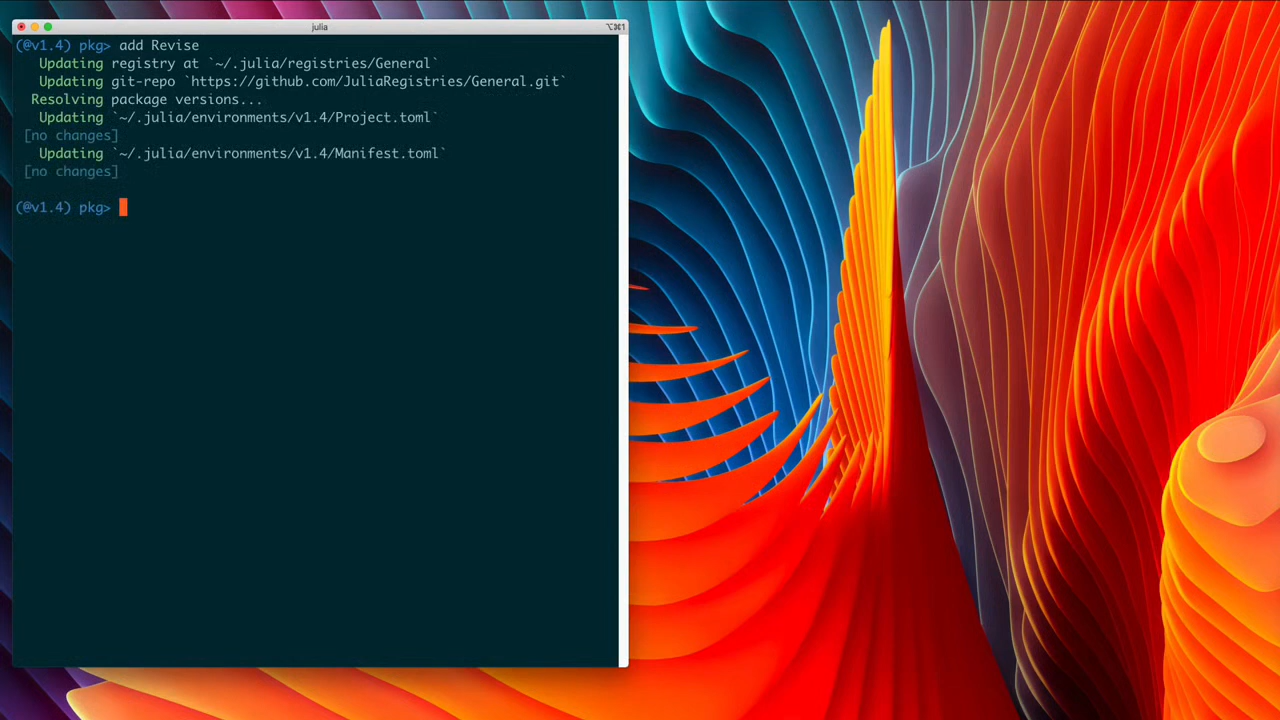 julia
⌥⌘1
(@v1.4) pkg> add Revise
Updating registry at `~/.julia/registries/General`
Updating git-repo `https://github.com/JuliaRegistries/General.git`
Resolving package versions...
Updating `~/.julia/environments/v1.4/Project.toml`
[no changes]
Updating `~/.julia/environments/v1.4/Manifest.toml`
[no changes]
(@v1.4) pkg>